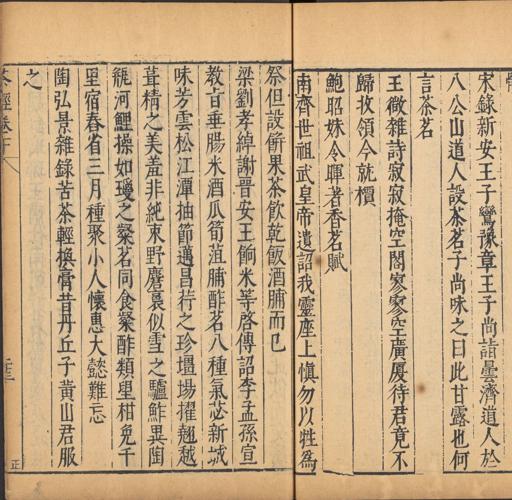 宋錄新安王子鸞豫章王子尚詣曇濟道人於
八公山道人設茶茗子尚味之曰此甘露也何
言茶茗
王微雜詩寂寂掩空閣寥寥空廣厦待君竟不
歸收領今就檟
鮑昭妹令暉著香茗賦
南齊世祖武皇帝遺詔我靈座上慎勿以牲為
祭但設餅果茶飲乾飯酒脯而已
梁劉孝綽謝晉安王餉米等啓傳詔李孟孫宣
教旨垂賜米酒瓜筍菹脯酢茗八種氣苾新城
味芳雲松江潭抽節邁昌荇之珍壃場擢翹越
葺精之美羞非純束野麏裛似雪之驢鮓異陶
瓶河鯉操如瓊之粲茗同食粲酢類望柑免千
里宿舂省三月種聚小人懷惠大懿難忘
陶弘景雜錄苦茶輕換膏昔丹丘子黃山君服
之
茶經卷下
正